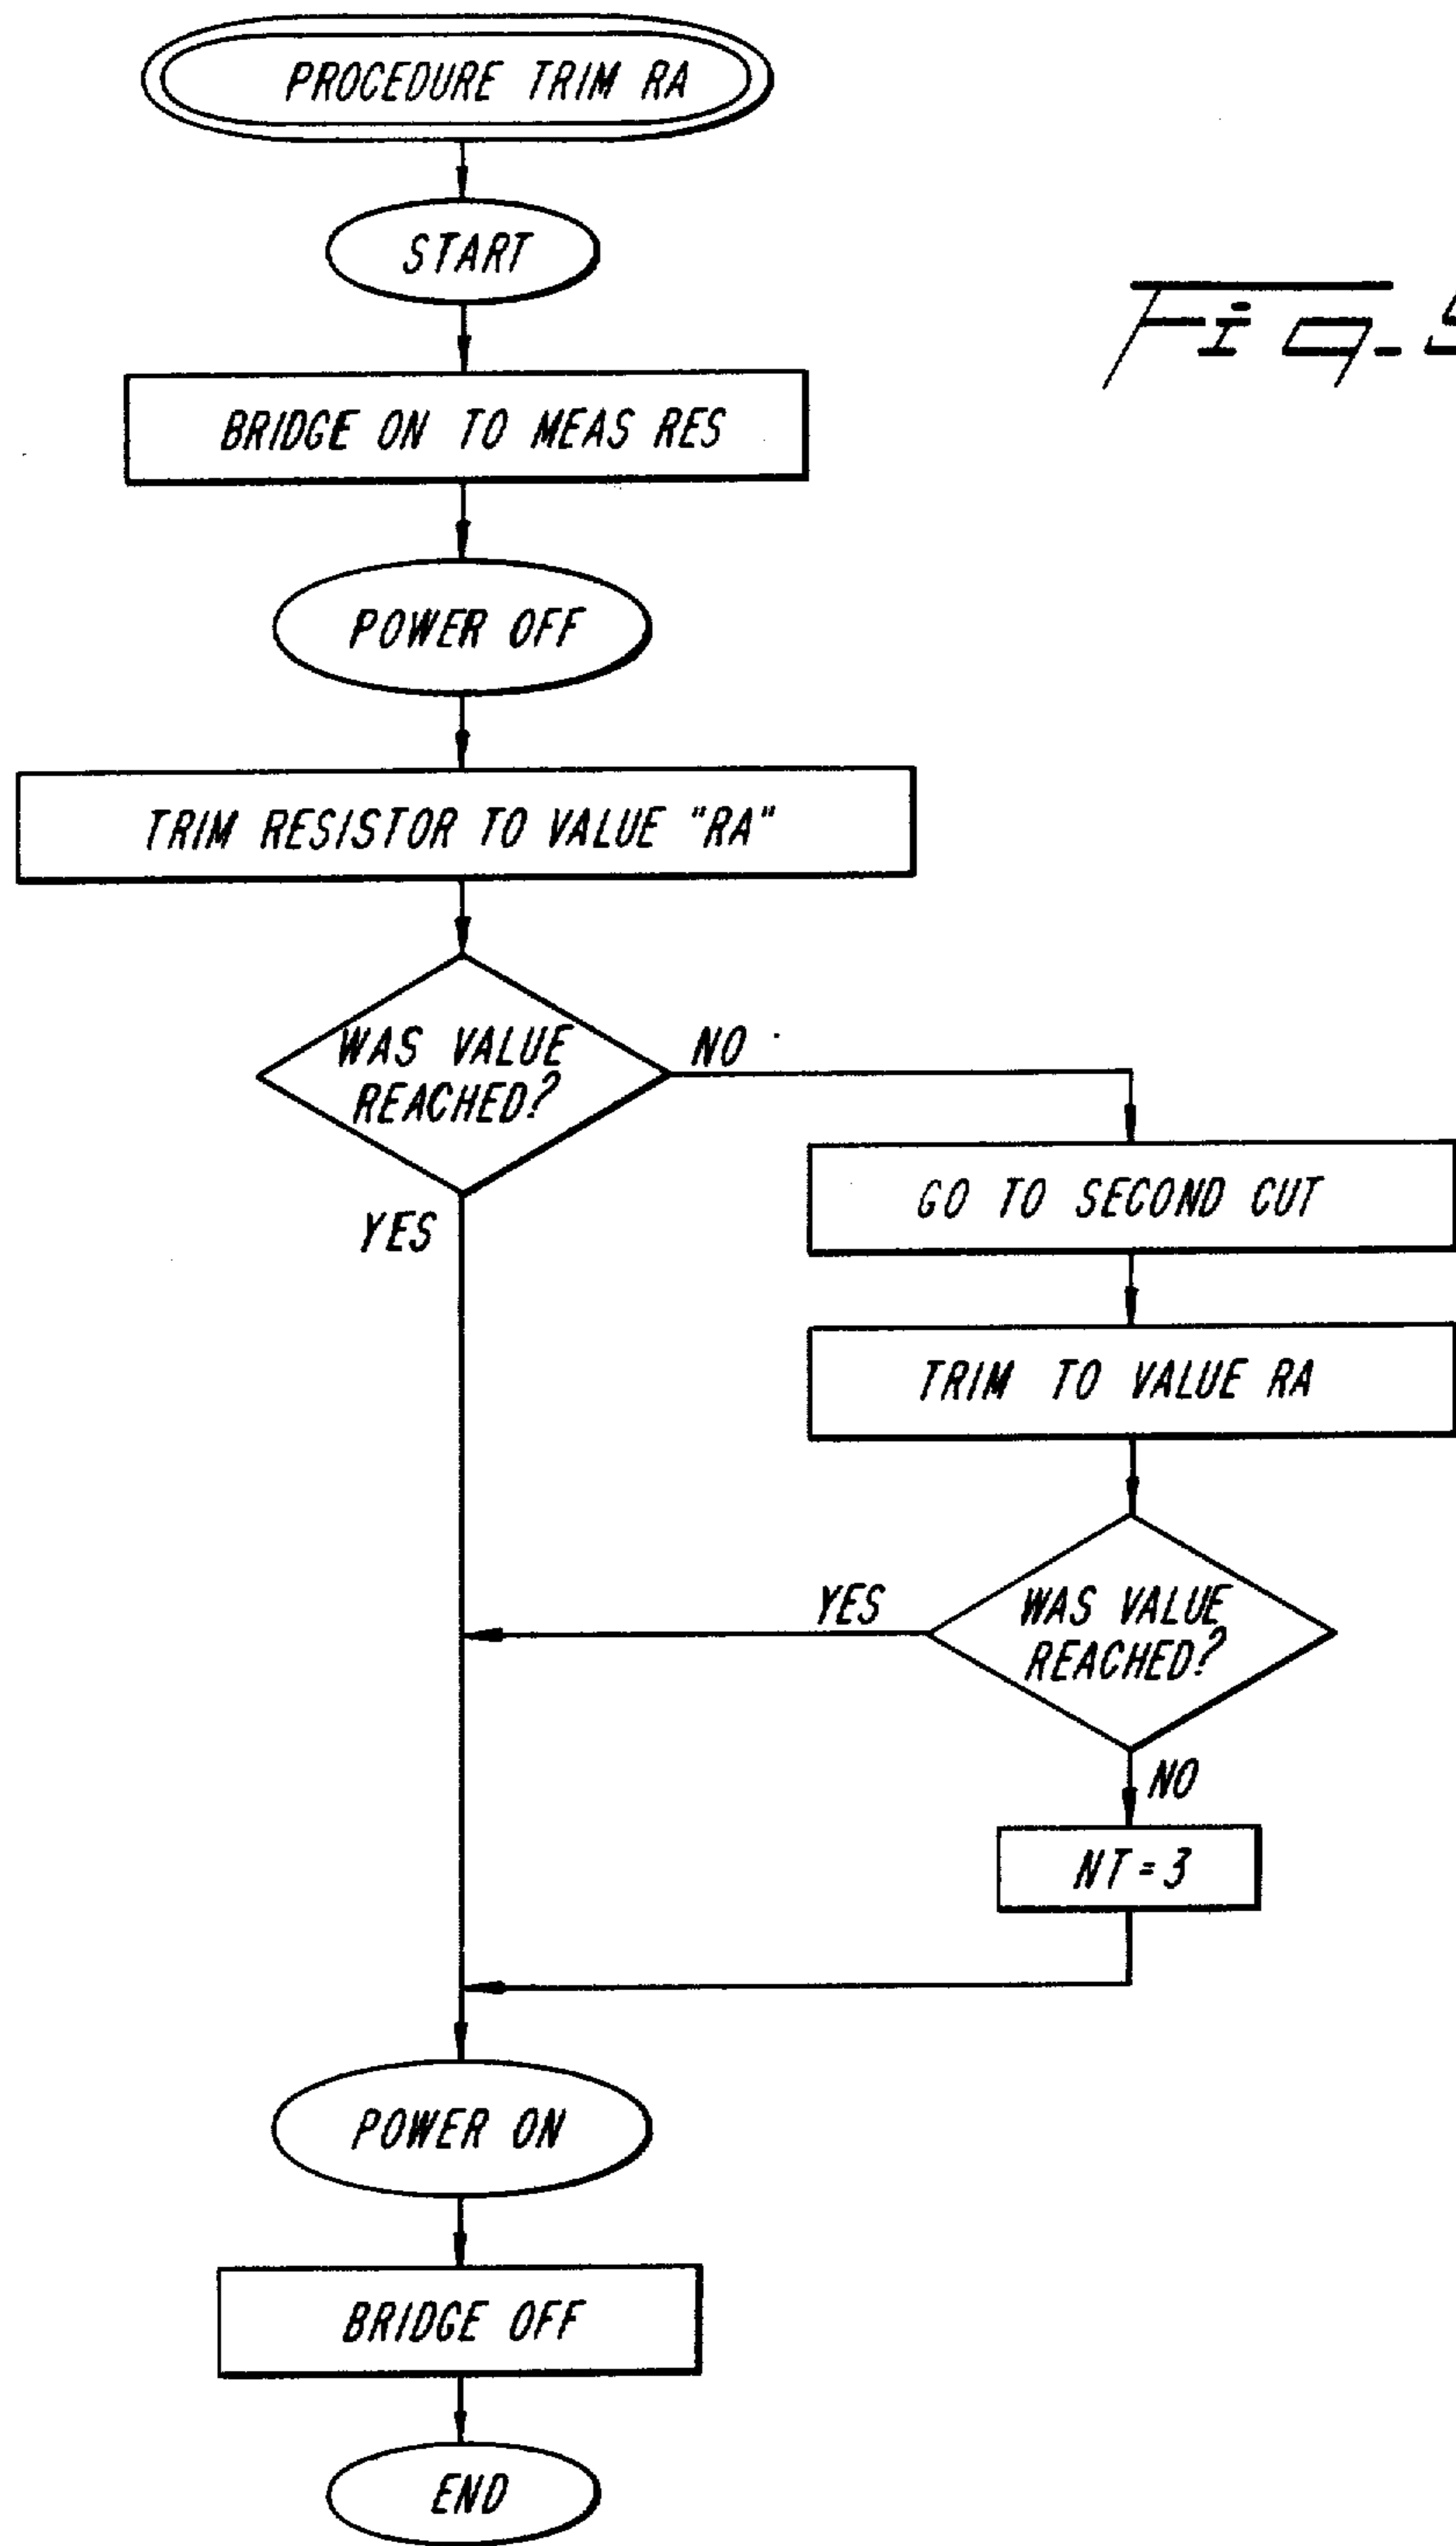 PROCEDURE TRIM RA
START
Fig. 5
BRIDGE ON TO MEAS RES
POWER OFF
TRIM RESISTOR TO VALUE "RA"
WAS VALUE
REACHED?
NO
YES
GO TO SECOND CUT
TRIM TO VALUE RA
WAS VALUE
REACHED?
YES
NO
NT=3
POWER ON
BRIDGE OFF
END